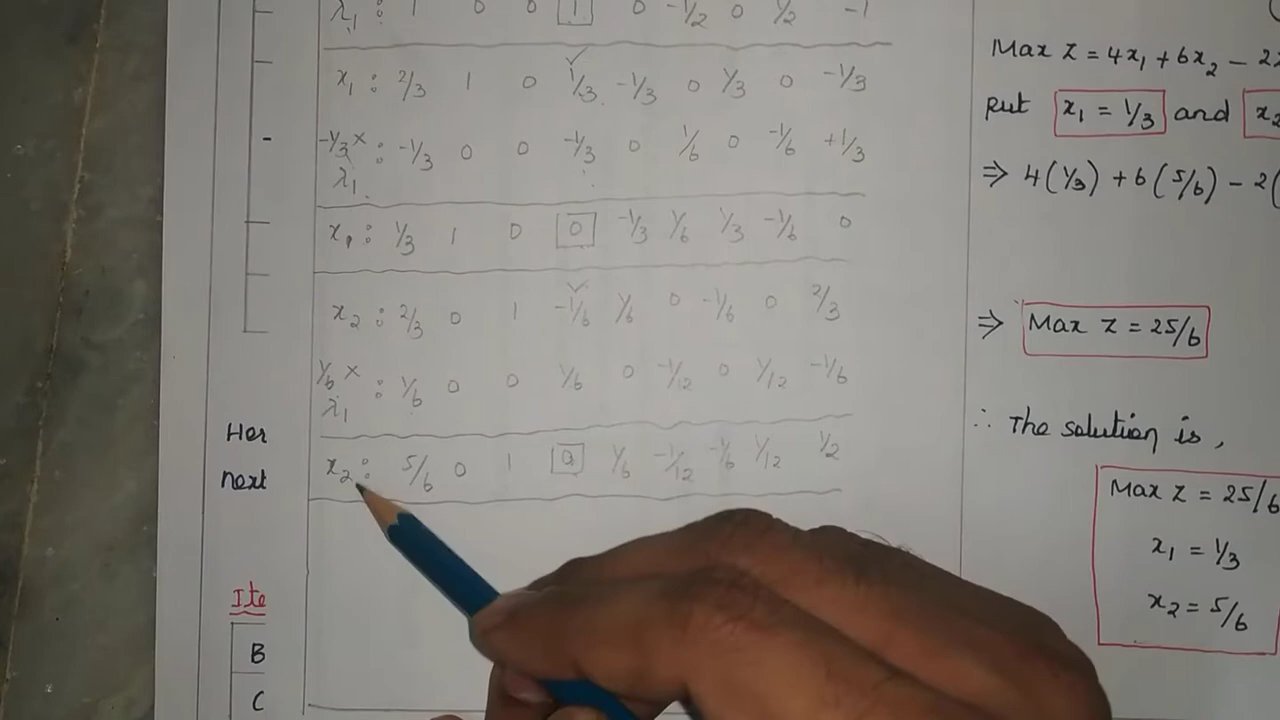 λ₁ : 1 0 0 1 0 -1/2 0 1/2 -1
x₁ : 2/3 1 0 1/3 -1/3 0 1/3 0 -1/3
-1/3 × λ₁ : -1/3 0 0 -1/3 0 1/6 0 -1/6 +1/3
x₁ : 1/3 1 0 0 -1/3 1/6 1/3 -1/6 0
x₂ : 2/3 0 1 -1/6 1/6 0 -1/6 0 2/3
1/6 × λ₁ : 1/6 0 0 1/6 0 -1/12 0 1/12 -1/6
x₂ : 5/6 0 1 0 1/6 -1/12 -1/6 1/12 1/2
Her
next
Ite
B
C
Max Z = 4x₁ + 6x₂ - 2
put x₁ = 1/3 and x₂
⇒ 4(1/3) + 6(5/6) - 2(
⇒ Max Z = 25/6
∴ The solution is,
Max Z = 25/6
x₁ = 1/3
x₂ = 5/6